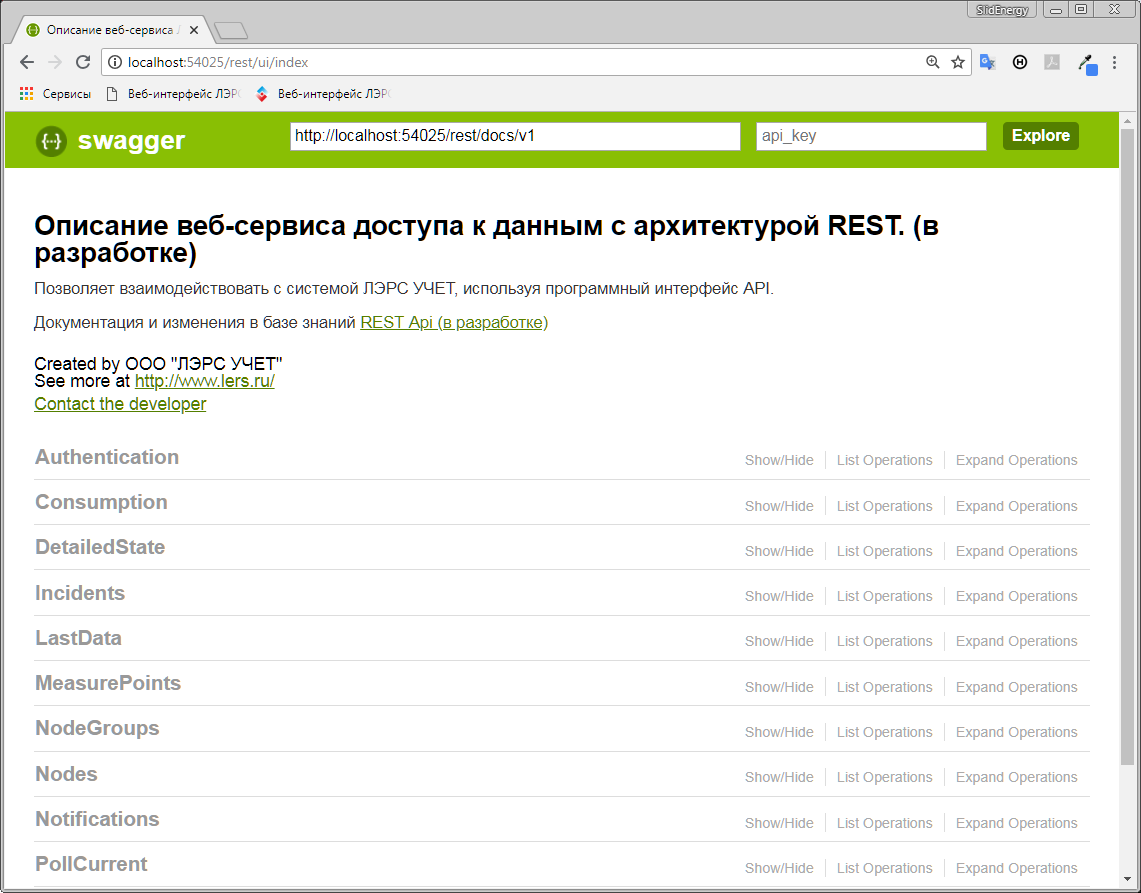 SlidEnergy
Описание веб-сервиса
localhost:54025/rest/ui/index
Сервисы
Веб-интерфейс ЛЭРС
Веб-интерфейс ЛЭРС
swagger
http://localhost:54025/rest/docs/v1
api_key
Explore
Описание веб-сервиса доступа к данным с архитектурой REST. (в
разработке)
Позволяет взаимодействовать с системой ЛЭРС УЧЕТ, используя программный интерфейс API.
Документация и изменения в базе знаний REST Api (в разработке)
Created by ООО "ЛЭРС УЧЕТ"
See more at http://www.lers.ru/
Contact the developer
Authentication Show/Hide List Operations Expand Operations
Consumption Show/Hide List Operations Expand Operations
DetailedState Show/Hide List Operations Expand Operations
Incidents Show/Hide List Operations Expand Operations
LastData Show/Hide List Operations Expand Operations
MeasurePoints Show/Hide List Operations Expand Operations
NodeGroups Show/Hide List Operations Expand Operations
Nodes Show/Hide List Operations Expand Operations
Notifications Show/Hide List Operations Expand Operations
PollCurrent Show/Hide List Operations Expand Operations